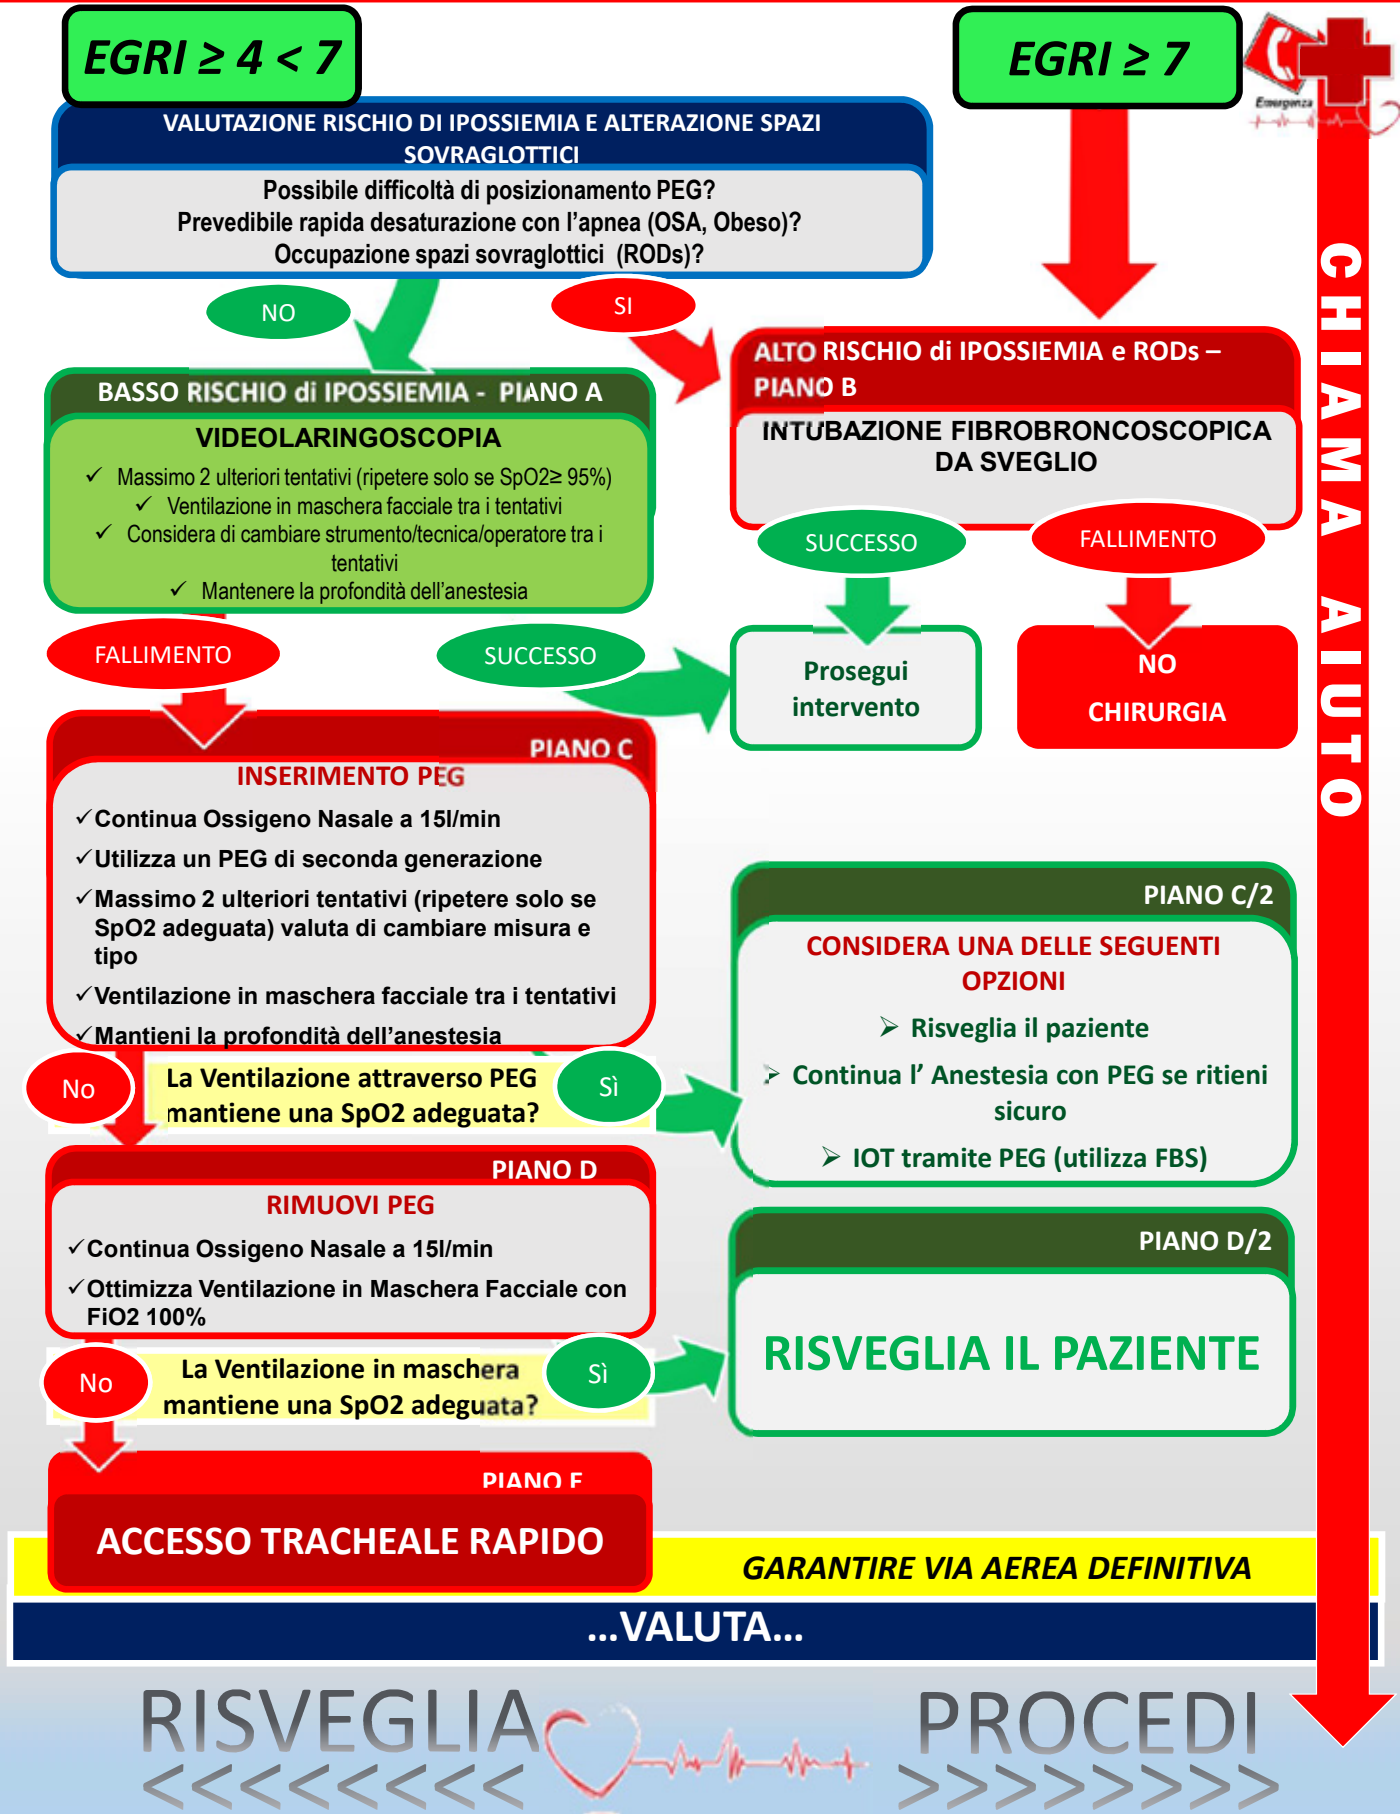 EGRI ≥ 4 < 7
EGRI ≥ 7
Emergenza
VALUTAZIONE RISCHIO DI IPOSSIEMIA E ALTERAZIONE SPAZI
SOVRAGLOTTICI
Possibile difficoltà di posizionamento PEG?
Prevedibile rapida desaturazione con l'apnea (OSA, Obeso)?
Occupazione spazi sovraglottici (RODs)?
NO
SI
BASSO RISCHIO di IPOSSIEMIA - PIANO A
VIDEOLARINGOSCOPIA
✓ Massimo 2 ulteriori tentativi (ripetere solo se SpO2≥ 95%)
✓ Ventilazione in maschera facciale tra i tentativi
✓ Considera di cambiare strumento/tecnica/operatore tra i
tentativi
✓ Mantenere la profondità dell'anestesia
ALTO RISCHIO di IPOSSIEMIA e RODs –
PIANO B
INTUBAZIONE FIBROBRONCOSCOPICA
DA SVEGLIO
SUCCESSO
FALLIMENTO
FALLIMENTO
SUCCESSO
Prosegui
intervento
NO
CHIRURGIA
PIANO C
INSERIMENTO PEG
✓Continua Ossigeno Nasale a 15l/min
✓Utilizza un PEG di seconda generazione
✓Massimo 2 ulteriori tentativi (ripetere solo se
SpO2 adeguata) valuta di cambiare misura e
tipo
✓Ventilazione in maschera facciale tra i tentativi
✓Mantieni la profondità dell'anestesia
No
La Ventilazione attraverso PEG
mantiene una SpO2 adeguata?
Sì
PIANO C/2
CONSIDERA UNA DELLE SEGUENTI
OPZIONI
➢ Risveglia il paziente
➢ Continua l' Anestesia con PEG se ritieni
sicuro
➢ IOT tramite PEG (utilizza FBS)
PIANO D
RIMUOVI PEG
✓Continua Ossigeno Nasale a 15l/min
✓Ottimizza Ventilazione in Maschera Facciale con
FiO2 100%
No
La Ventilazione in maschera
mantiene una SpO2 adeguata?
Sì
PIANO D/2
RISVEGLIA IL PAZIENTE
PIANO E
ACCESSO TRACHEALE RAPIDO
GARANTIRE VIA AEREA DEFINITIVA
...VALUTA...
RISVEGLIA
<<<<<<<<
PROCEDI
>>>>>>>>
CHIAMA AIUTO